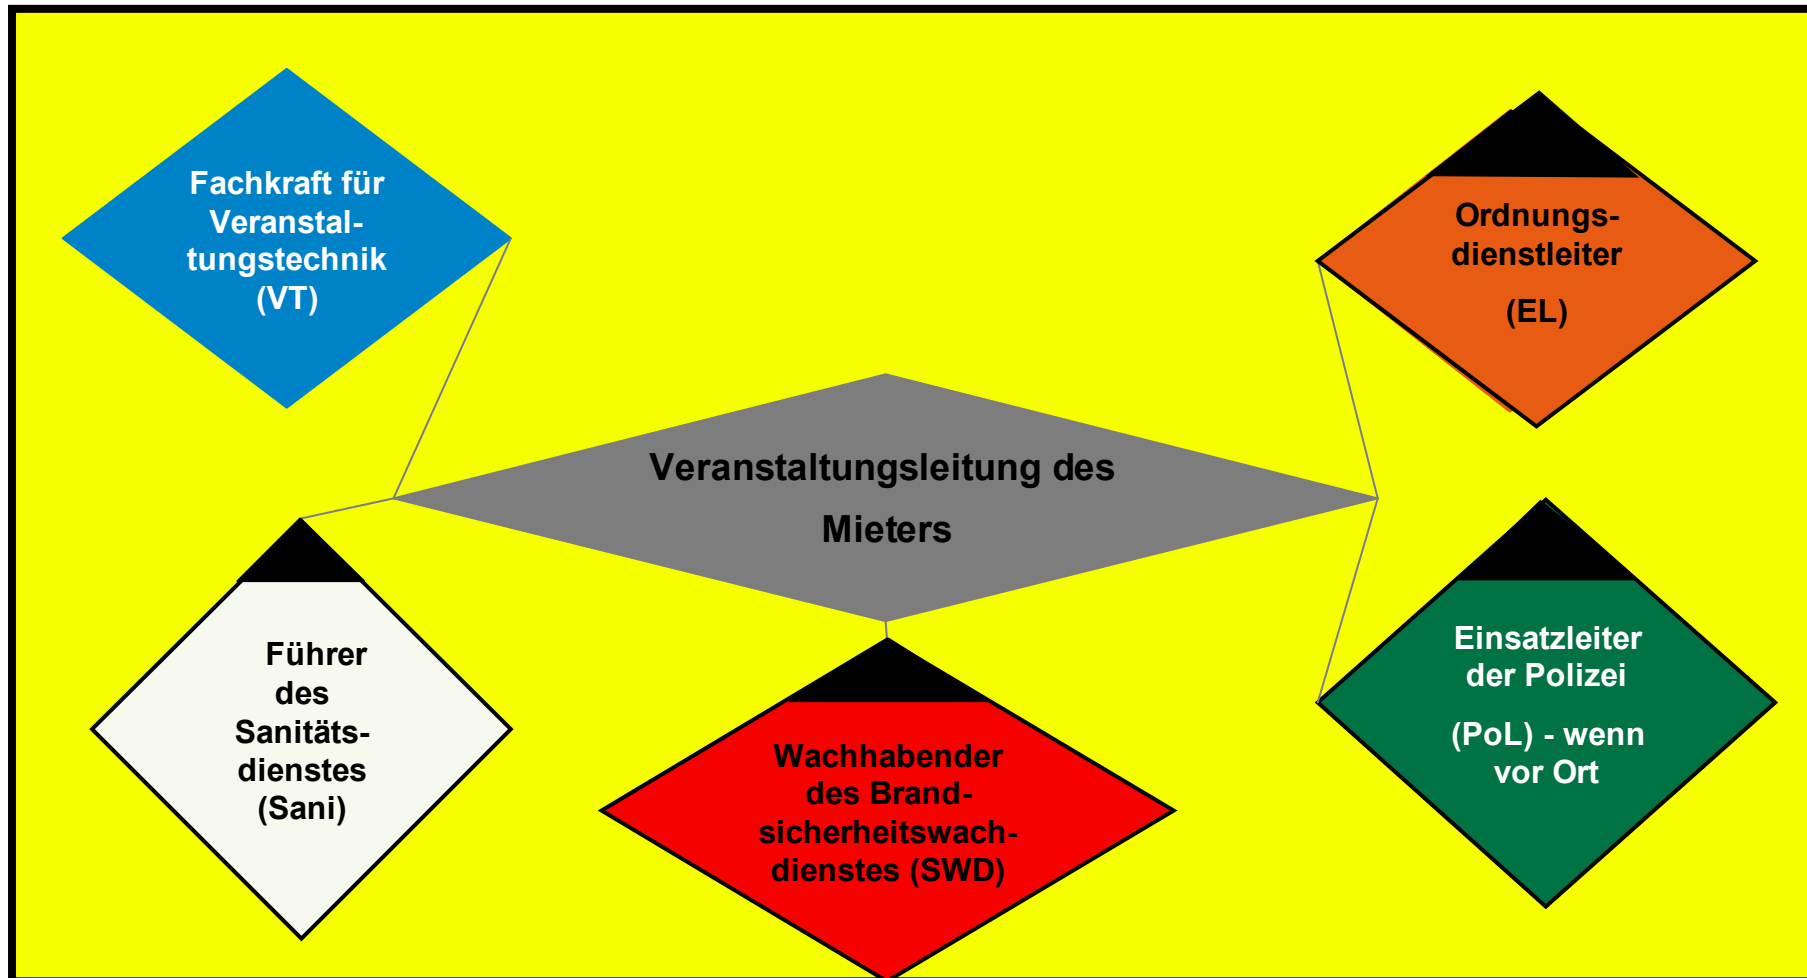 Fachkraft für
Veranstal-
tungstechnik
(VT)
Ordnungs-
dienstleiter
(EL)
Veranstaltungsleitung des
Mieters
Führer
des
Sanitäts-
dienstes
(Sani)
Wachhabender
des Brand-
sicherheitswach-
dienstes (SWD)
Einsatzleiter
der Polizei
(PoL) - wenn
vor Ort